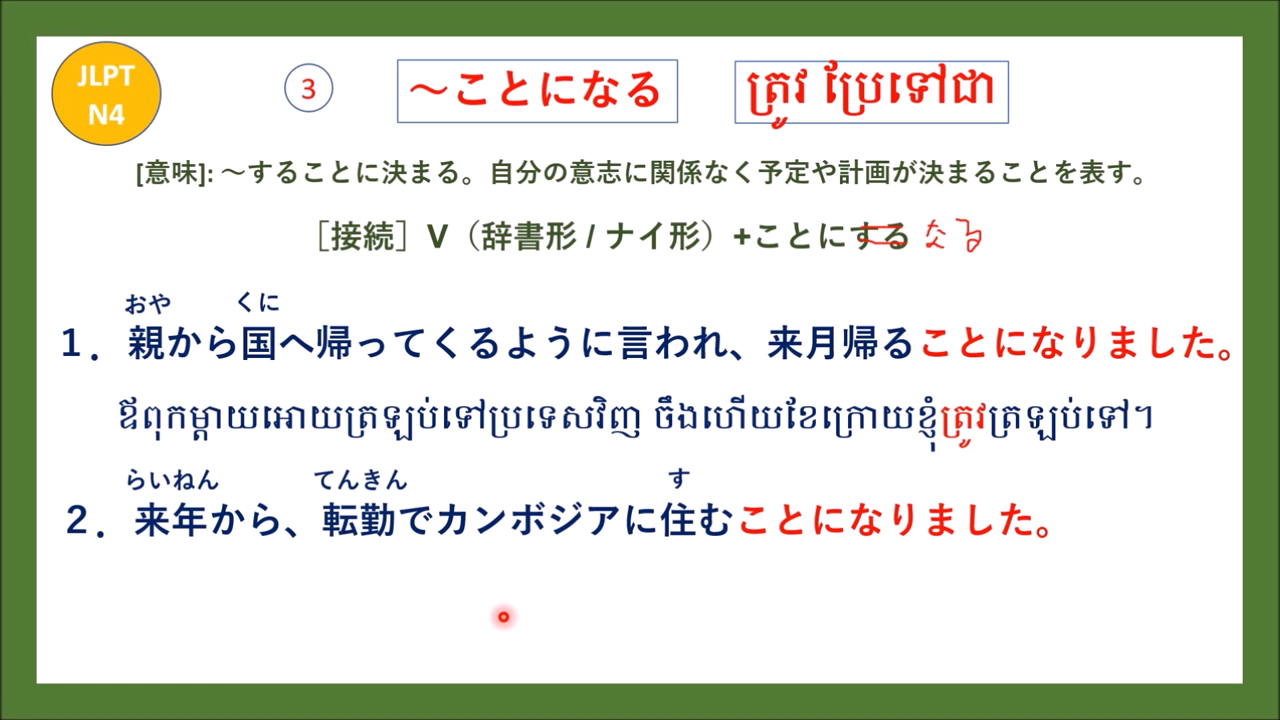 JLPT
N4
3
～ことになる
ត្រូវ ប្រែទៅជា
[意味]: ～することに決まる。自分の意志に関係なく予定や計画が決まることを表す。
［接続］V（辞書形 / ナイ形）+ことにする なる
おや くに
1．親から国へ帰ってくるように言われ、来月帰ることになりました。
ឪពុកម្តាយអោយត្រឡប់ទៅប្រទេសវិញ ចឹងហើយខែក្រោយខ្ញុំត្រូវត្រឡប់ទៅ។
らいねん てんきん す
2．来年から、転勤でカンボジアに住むことになりました。